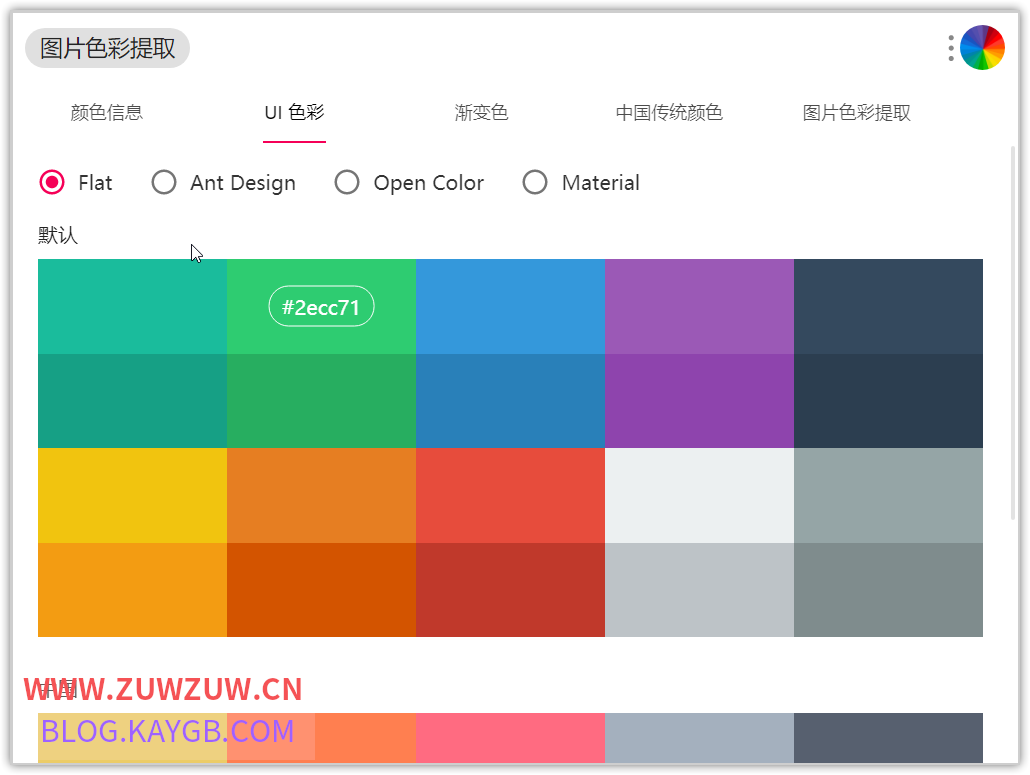 图片色彩提取
颜色信息 UI 色彩 渐变色 中国传统颜色 图片色彩提取
Flat Ant Design Open Color Material
默认
#2ecc71
中国
WWW.ZUWZUW.CN
BLOG.KAYGB.COM